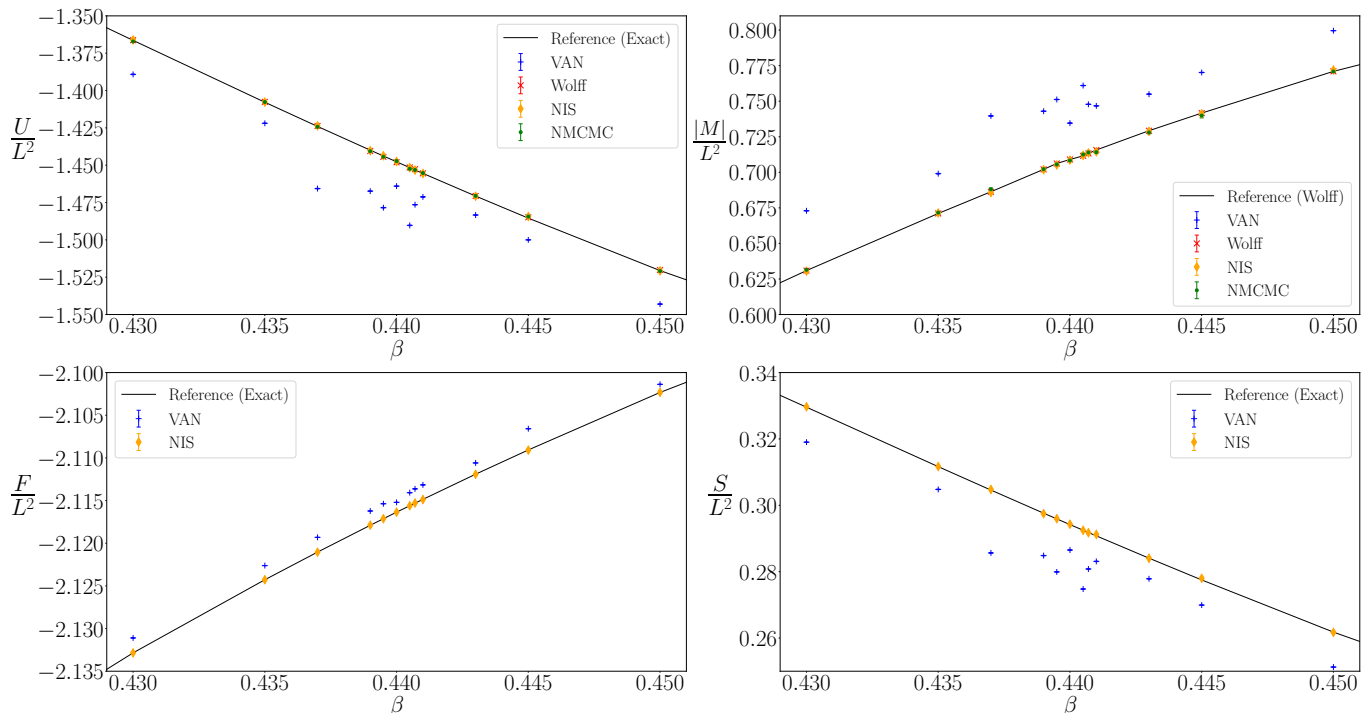 −1.350
−1.375
−1.400
−1.425
−1.450
−1.475
−1.500
−1.525
−1.550
U
L²
0.430
0.435
0.440
0.445
0.450
β
Reference (Exact)
VAN
Wolff
NIS
NMCMC
0.800
0.775
0.750
0.725
0.700
0.675
0.650
0.625
0.600
|M|
L²
0.430
0.435
0.440
0.445
0.450
β
Reference (Wolff)
VAN
Wolff
NIS
NMCMC
−2.100
−2.105
−2.110
−2.115
−2.120
−2.125
−2.130
−2.135
F
L²
0.430
0.435
0.440
0.445
0.450
β
Reference (Exact)
VAN
NIS
0.34
0.32
0.30
0.28
0.26
S
L²
0.430
0.435
0.440
0.445
0.450
β
Reference (Exact)
VAN
NIS